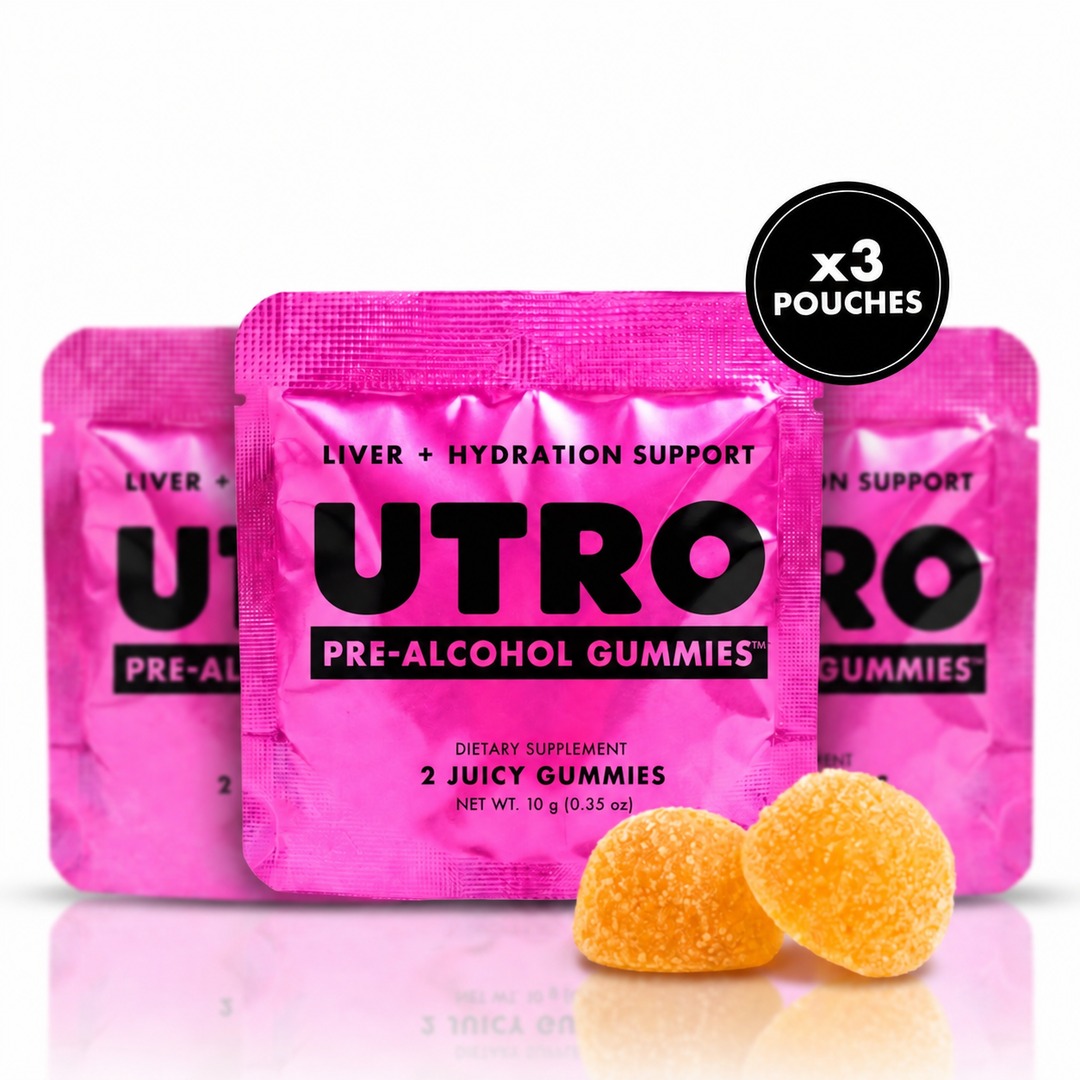 x3
POUCHES
LIVER + HYDRATION SUPPORT
UTRO
PRE-ALCOHOL GUMMIES™
DIETARY SUPPLEMENT
2 JUICY GUMMIES
NET WT. 10 g (0.35 oz)
LIVER +
UT
PRE-AL
2
ON SUPPORT
RO
GUMMIES™